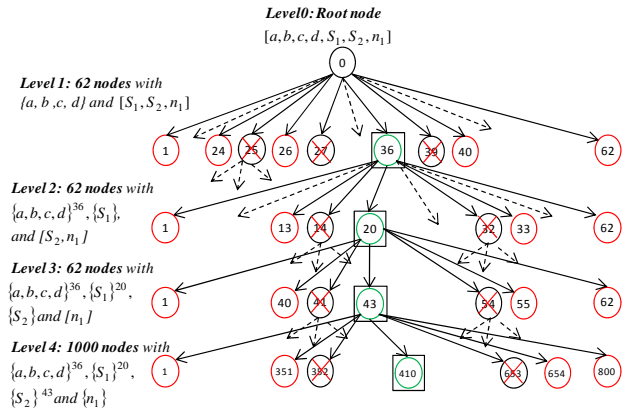 Level0: Root node
[a,b,c,d,S1,S2,n1]
0
Level 1: 62 nodes with
{a, b ,c, d} and [S1,S2,n1]
1 24 25 26 27 36 39 40 62
Level 2: 62 nodes with
{a,b,c,d}^36,{S1},
and [S2,n1]
1 13 14 20 32 33 62
Level 3: 62 nodes with
{a,b,c,d}^36,{S1}^20,
{S2}and [n1]
1 40 41 43 54 55 62
Level 4: 1000 nodes with
{a,b,c,d}^36,{S1}^20,
{S2}^43 and {n1}
1 351 352 410 653 654 800